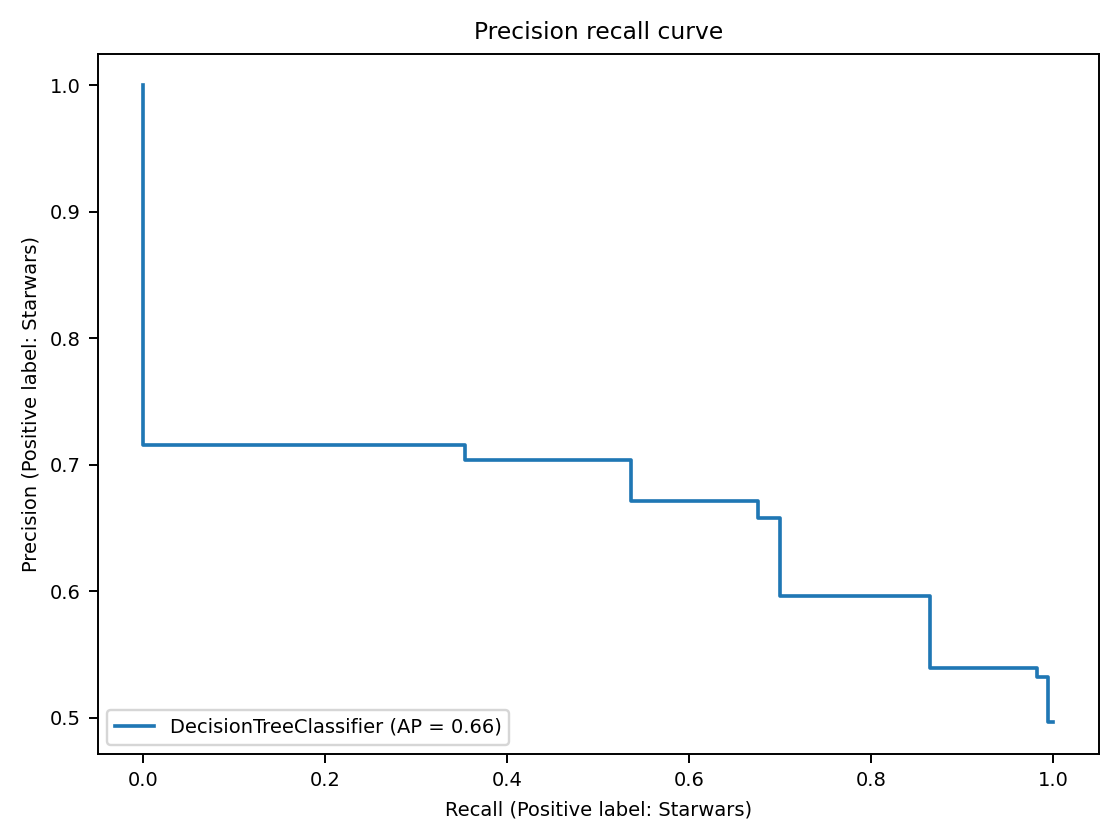 Precision recall curve
Precision (Positive label: Starwars)
1.0
0.9
0.8
0.7
0.6
0.5
DecisionTreeClassifier (AP = 0.66)
0.0 0.2 0.4 0.6 0.8 1.0
Recall (Positive label: Starwars)